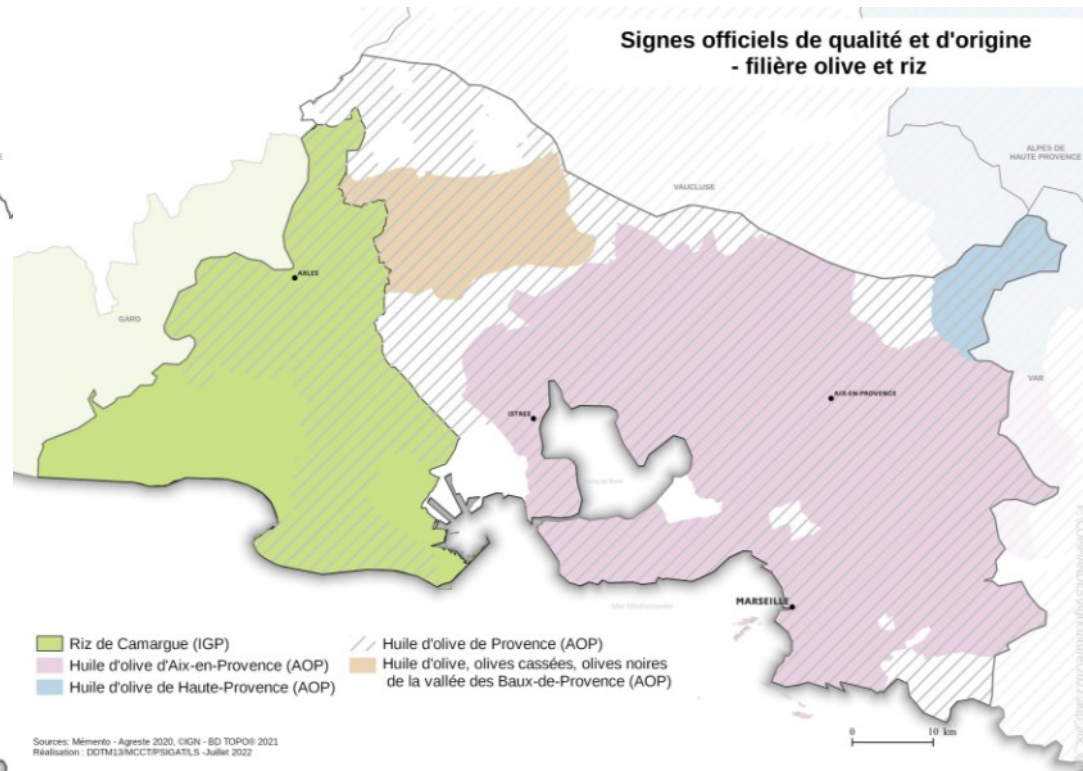 Signes officiels de qualité et d'origine
- filière olive et riz
ALPES DE
HAUTE PROVENCE
VAUCLUSE
ARLES
GARD
VAR
AIX-EN-PROVENCE
ISTRES
MARSEILLE
Mer Méditerranée
0 10 km
Riz de Camargue (IGP)
Huile d'olive d'Aix-en-Provence (AOP)
Huile d'olive de Haute-Provence (AOP)
Huile d'olive de Provence (AOP)
Huile d'olive, olives cassées, olives noires
de la vallée des Baux-de-Provence (AOP)
Sources: Mémento - Agreste 2020, ©IGN - BD TOPO® 2021
Réalisation : DDTM13/MCCT/PSIGAT/LS -Juillet 2022